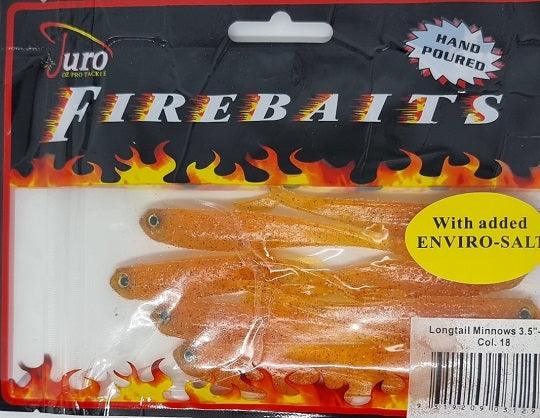 Juro
OZ PRO TACKLE
HAND
POURED
FIREBAITS
With added
ENVIRO-SALT
Longtail Minnows 3.5"-
Col. 18